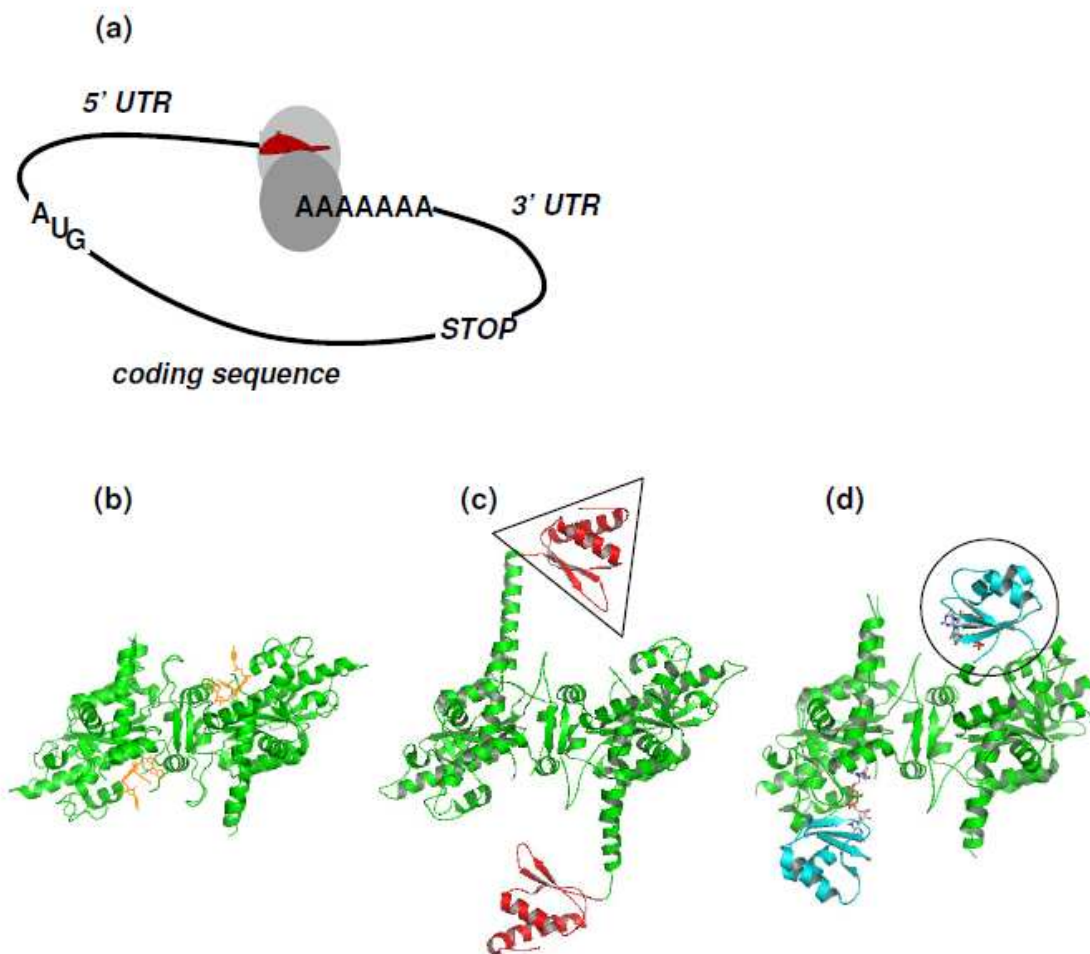 (a)
5' UTR
AAAAAAA
3' UTR
AUG
STOP
coding sequence
(b)
(c)
(d)